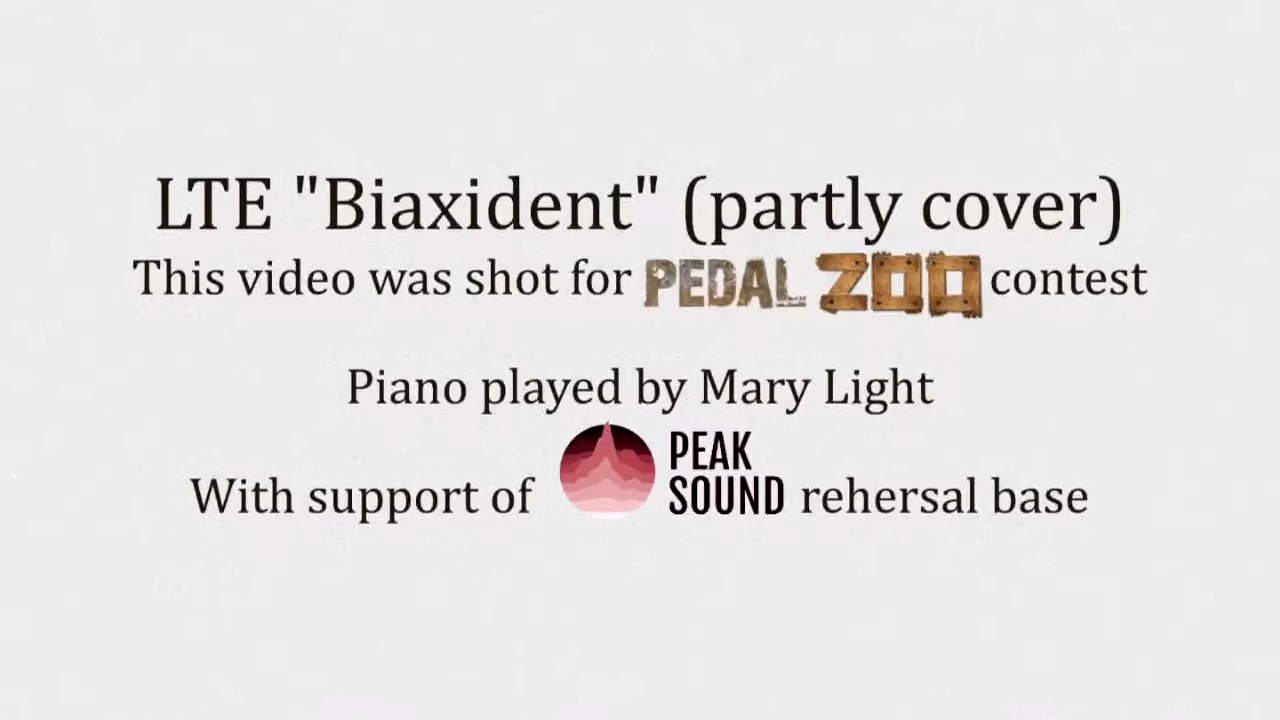 LTE "Biaxident" (partly cover)
This video was shot for PEDAL ZOO contest
Piano played by Mary Light
With support of PEAK SOUND rehersal base